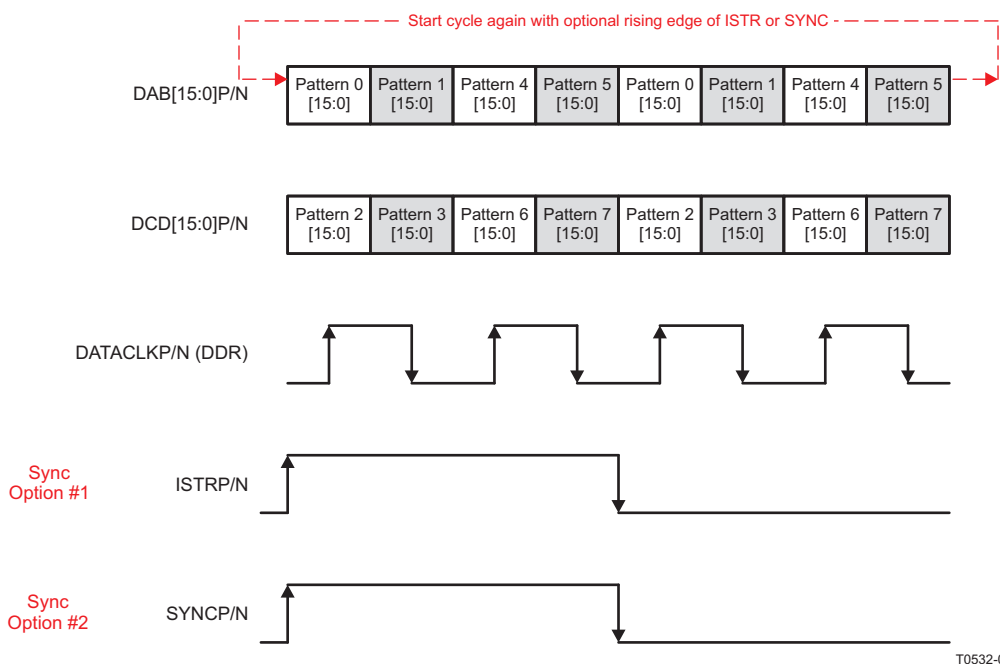 Start cycle again with optional rising edge of ISTR or SYNC
DAB[15:0]P/N
Pattern 0 Pattern 1 Pattern 4 Pattern 5 Pattern 0 Pattern 1 Pattern 4 Pattern 5
[15:0] [15:0] [15:0] [15:0] [15:0] [15:0] [15:0] [15:0]
DCD[15:0]P/N
Pattern 2 Pattern 3 Pattern 6 Pattern 7 Pattern 2 Pattern 3 Pattern 6 Pattern 7
[15:0] [15:0] [15:0] [15:0] [15:0] [15:0] [15:0] [15:0]
DATACLKP/N (DDR)
Sync
Option #1
ISTRP/N
Sync
Option #2
SYNCP/N